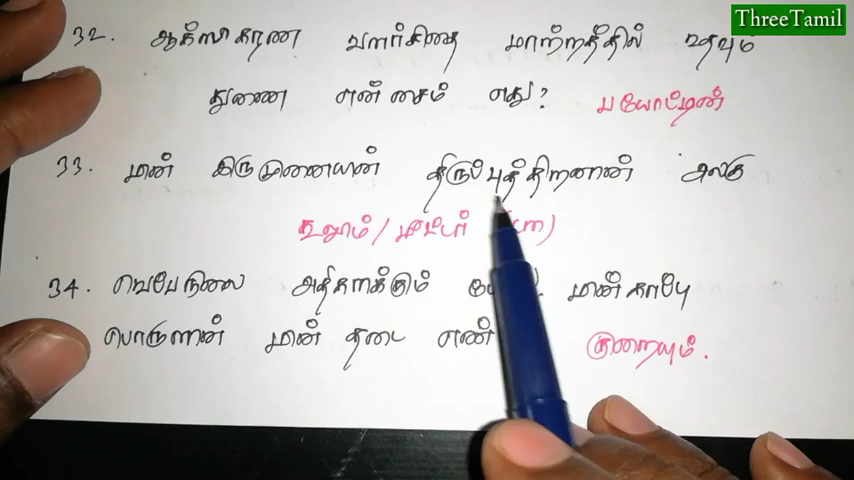 ThreeTamil
32. ஆக்ஸிகரண வளர்சிதை மாற்றத்தில் உதவும்
துணை என்சைம் எது? பயோட்டின்
33. மின் இருமுனையின் திருப்புத்திறனின் அலகு
கூலும் / மீட்டர்
34. வெப்பநிலை அதிகரிக்கும் மின்காப்பு
பொருளின் மின் தடை எண் குறையும்.